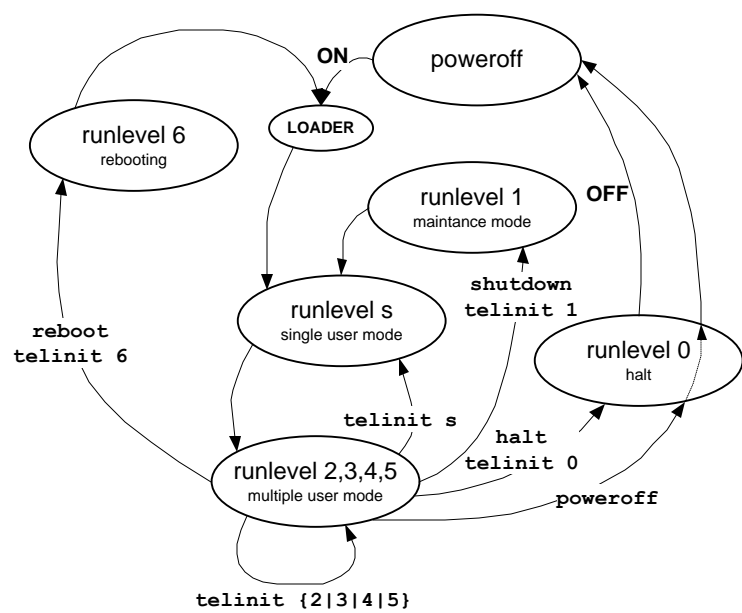 ON
poweroff
LOADER
runlevel 6
rebooting
runlevel 1
maintance mode
OFF
shutdown
telinit 1
runlevel s
single user mode
reboot
telinit 6
runlevel 0
halt
telinit s
halt
telinit 0
runlevel 2,3,4,5
multiple user mode
poweroff
telinit {2|3|4|5}